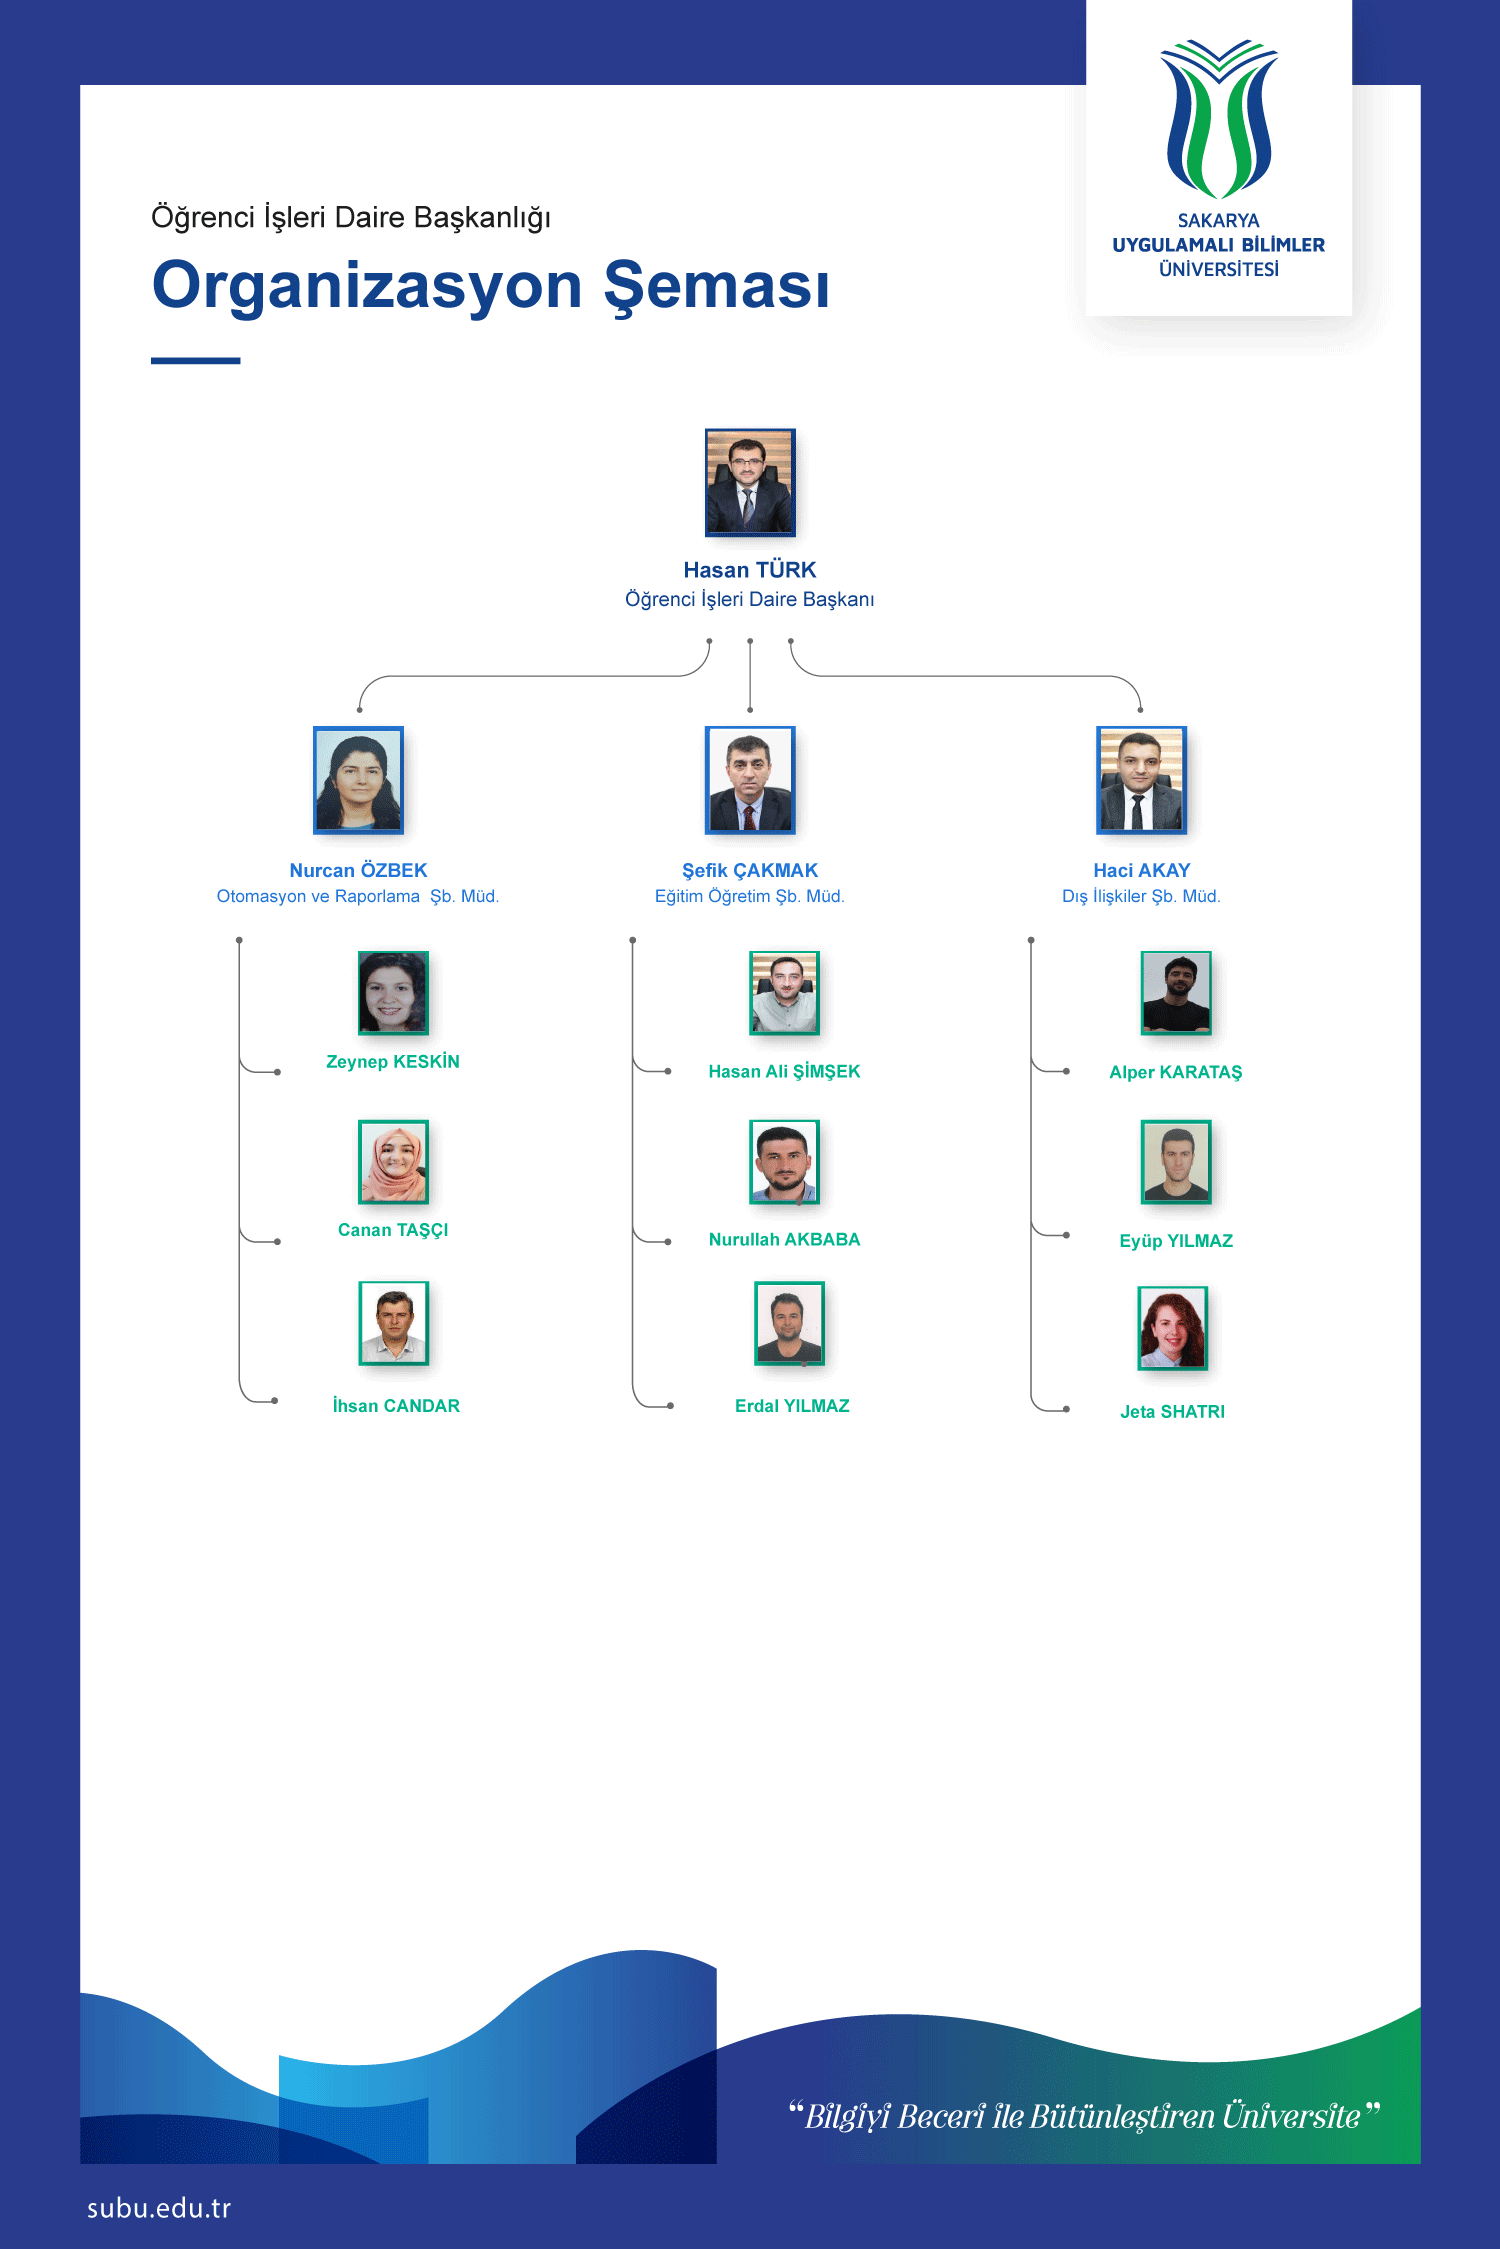 SAKARYA
UYGULAMALI BİLİMLER
ÜNİVERSİTESİ
Öğrenci İşleri Daire Başkanlığı
Organizasyon Şeması
Hasan TÜRK
Öğrenci İşleri Daire Başkanı
Nurcan ÖZBEK
Otomasyon ve Raporlama Şb. Müd.
Şefik ÇAKMAK
Eğitim Öğretim Şb. Müd.
Haci AKAY
Dış İlişkiler Şb. Müd.
Zeynep KESKİN
Hasan Ali ŞİMŞEK
Alper KARATAŞ
Canan TAŞÇI
Nurullah AKBABA
Eyüp YILMAZ
İhsan CANDAR
Erdal YILMAZ
Jeta SHATRI
“Bilgiyi Beceri ile Bütünleştiren Üniversite”
subu.edu.tr